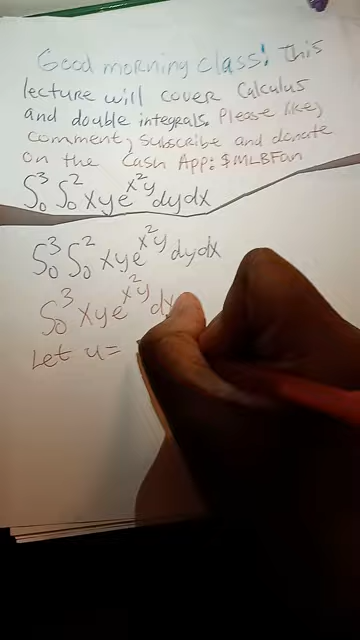 Good morning class! This
lecture will cover Calculus
and double integrals. Please like,
comment, subscribe and donate
on the Cash App: $MLBFan
∫₀³ ∫₀² xye^(x²y) dydx
∫₀³ ∫₀² xye^(x²y) dydx
∫₀³ xye^(x²y) dx
Let u=